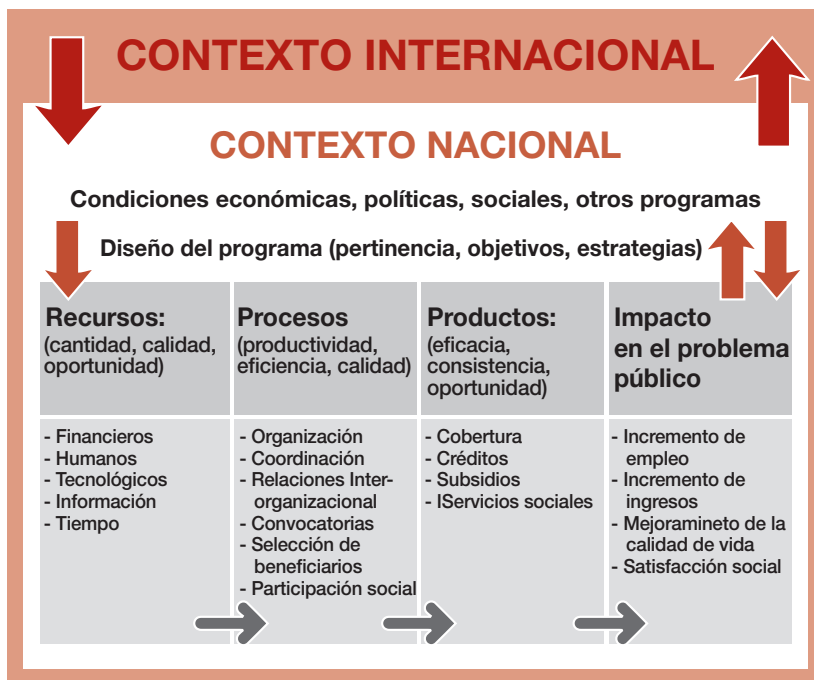 CONTEXTO INTERNACIONAL
CONTEXTO NACIONAL
Condiciones económicas, políticas, sociales, otros programas
Diseño del programa (pertinencia, objetivos, estrategias)
Recursos:
(cantidad, calidad,
oportunidad)
- Financieros
- Humanos
- Tecnológicos
- Información
- Tiempo
Procesos
(productividad,
eficiencia, calidad)
- Organización
- Coordinación
- Relaciones Inter-
organizacional
- Convocatorias
- Selección de
beneficiarios
- Participación social
Productos:
(eficacia,
consistencia,
oportunidad)
- Cobertura
- Créditos
- Subsidios
- IServicios sociales
Impacto
en el problema
público
- Incremento de
empleo
- Incremento de
ingresos
- Mejoramineto de la
calidad de vida
- Satisfacción social